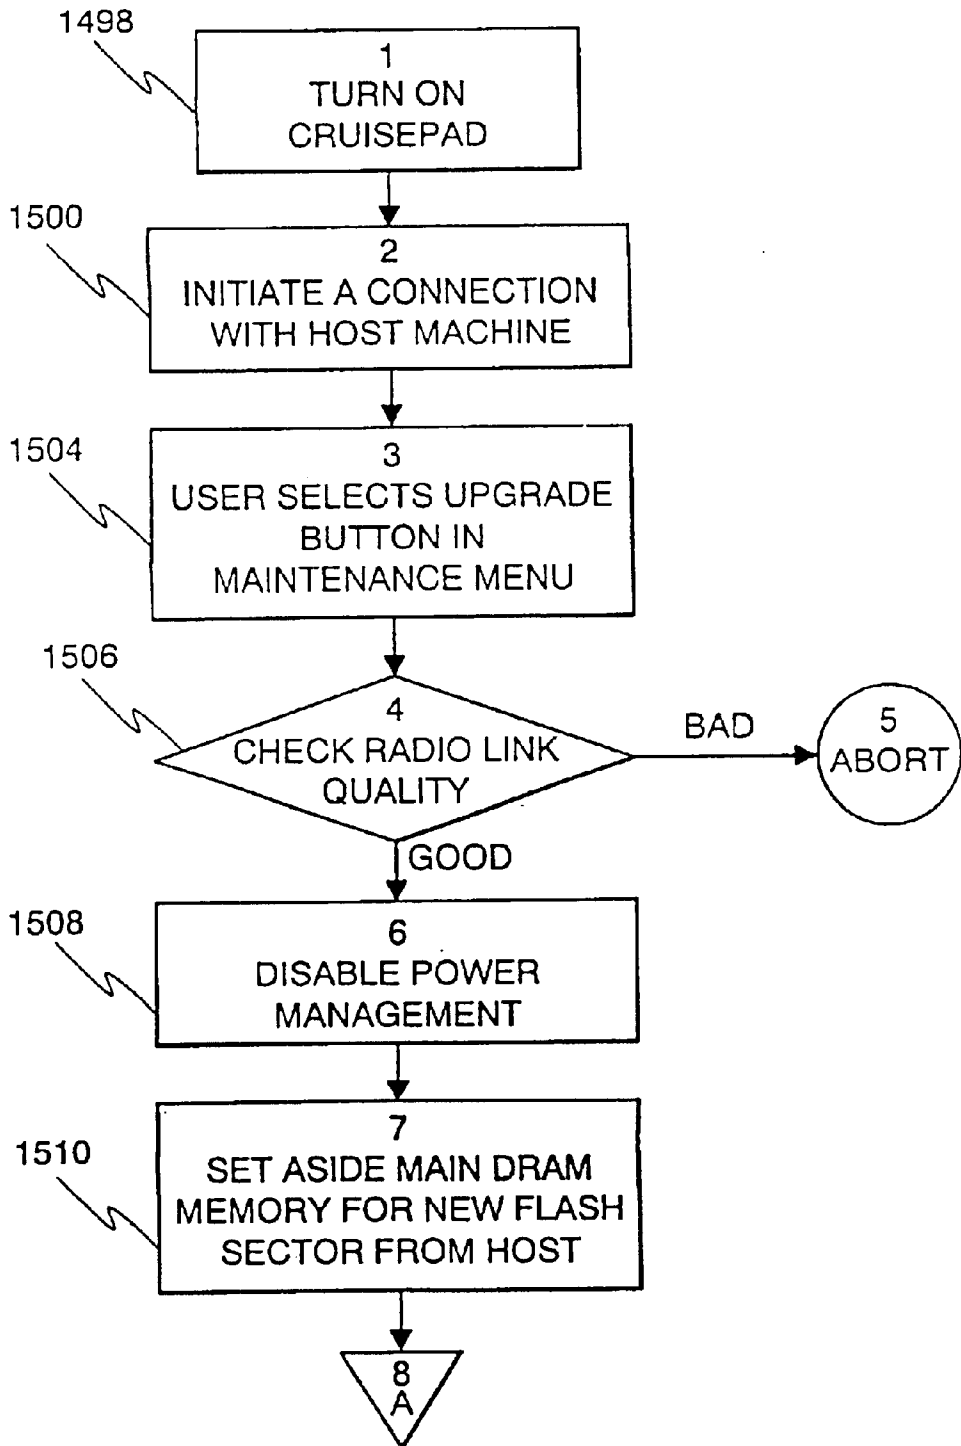 1498
1
TURN ON
CRUISEPAD
1500
2
INITIATE A CONNECTION
WITH HOST MACHINE
1504
3
USER SELECTS UPGRADE
BUTTON IN
MAINTENANCE MENU
1506
4
CHECK RADIO LINK
QUALITY
BAD
5
ABORT
GOOD
1508
6
DISABLE POWER
MANAGEMENT
1510
7
SET ASIDE MAIN DRAM
MEMORY FOR NEW FLASH
SECTOR FROM HOST
8
A